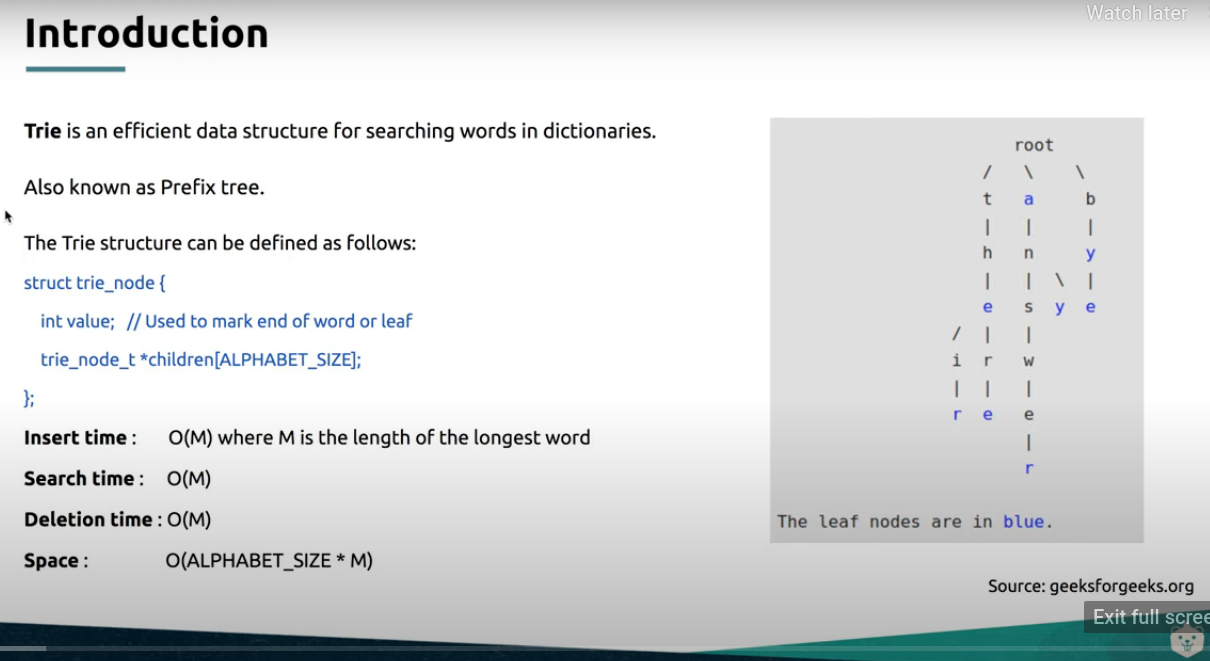 Watch later
Introduction
Trie is an efficient data structure for searching words in dictionaries.
Also known as Prefix tree.
The Trie structure can be defined as follows:
struct trie_node {
int value; // Used to mark end of word or leaf
trie_node_t *children[ALPHABET_SIZE];
};
Insert time : O(M) where M is the length of the longest word
Search time : O(M)
Deletion time : O(M)
Space : O(ALPHABET_SIZE * M)
root
/ \ \
t a b
| | |
h n y
| | \ |
e s y e
/ | |
i r w
| | |
r e e
|
r
The leaf nodes are in blue.
Source: geeksforgeeks.org
Exit full scree